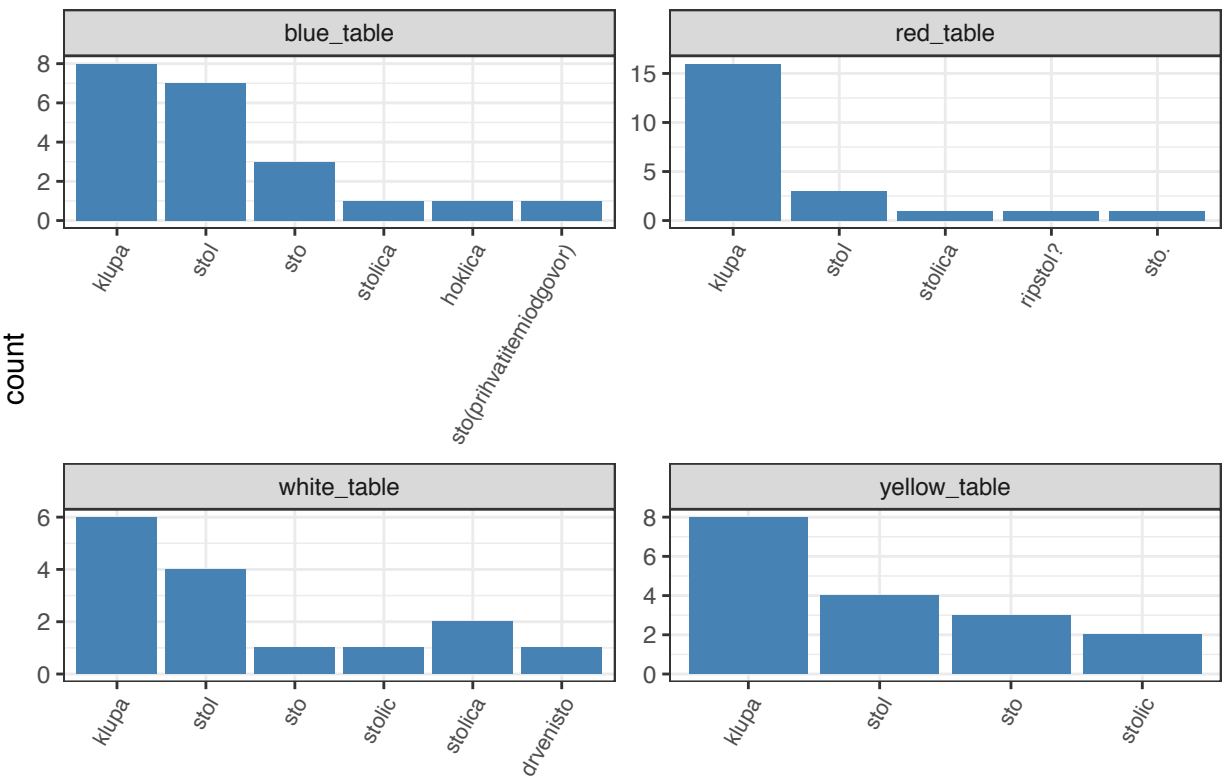 count
blue_table
8
6
4
2
0
klupa
stol
sto
stolica
hoklica
sto(prihvatitemiodgovor)
red_table
15
10
5
0
klupa
stol
stolica
ripstol?
sto.
white_table
6
4
2
0
klupa
stol
sto
stolic
stolica
drvenisto
yellow_table
8
6
4
2
0
klupa
stol
sto
stolic